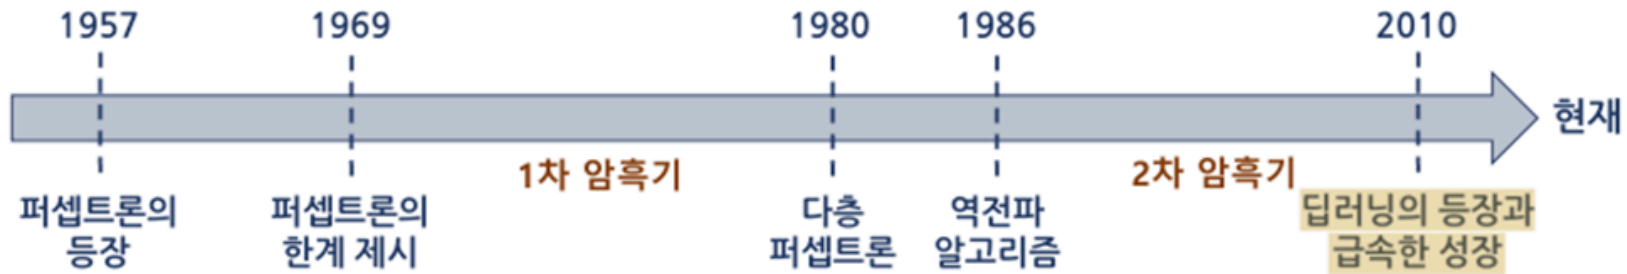 1957
1969
1980
1986
2010
현재
1차 암흑기
2차 암흑기
퍼셉트론의
등장
퍼셉트론의
한계 제시
다층
퍼셉트론
역전파
알고리즘
딥러닝의 등장과
급속한 성장